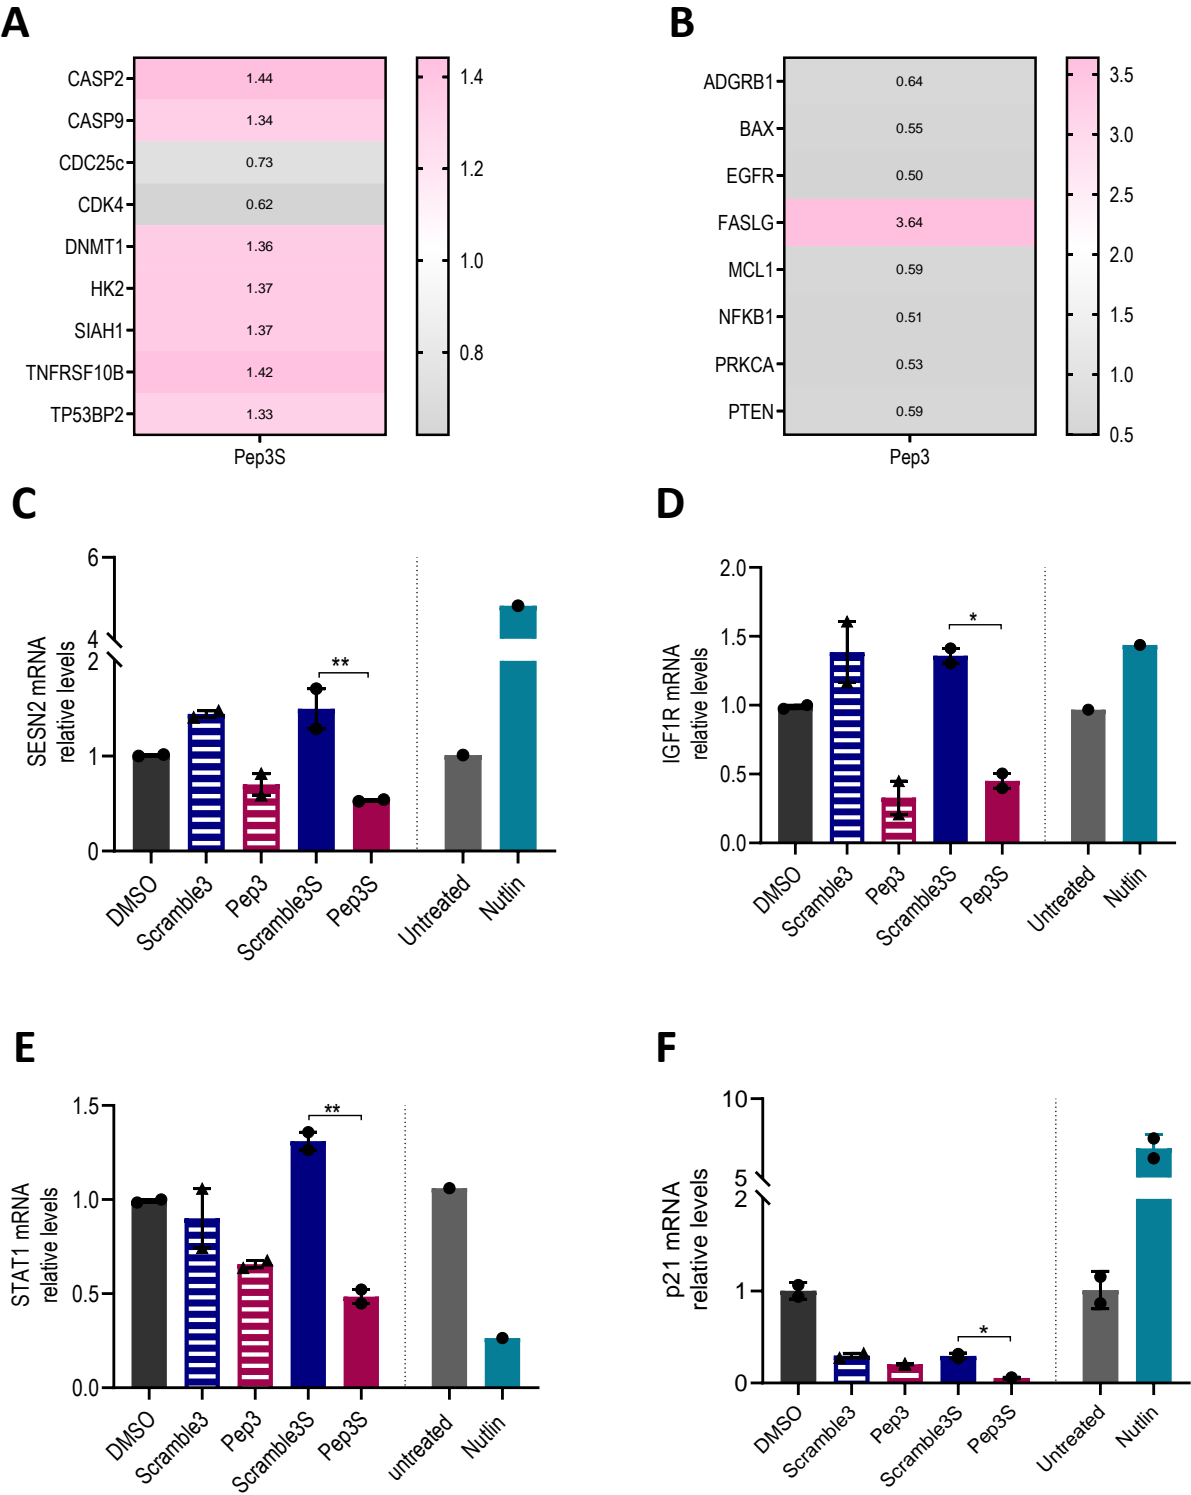 A
CASP2
CASP9
CDC25c
CDK4
DNMT1
HK2
SIAH1
TNFRSF10B
TP53BP2
1.44
1.34
0.73
0.62
1.36
1.37
1.37
1.42
1.33
Pep3S
1.4
1.2
1.0
0.8
B
ADGRB1
BAX
EGFR
FASLG
MCL1
NFKB1
PRKCA
PTEN
0.64
0.55
0.50
3.64
0.59
0.51
0.53
0.59
Pep3
3.5
3.0
2.5
2.0
1.5
1.0
0.5
C
SESN2 mRNA
relative levels
6
4
2
1
0
**
DMSO
Scramble3
Pep3
Scramble3S
Pep3S
Untreated
Nutlin
D
IGF1R mRNA
relative levels
2.0
1.5
1.0
0.5
0.0
*
DMSO
Scramble3
Pep3
Scramble3S
Pep3S
Untreated
Nutlin
E
STAT1 mRNA
relative levels
1.5
1.0
0.5
0.0
**
DMSO
Scramble3
Pep3
Scramble3S
Pep3S
untreated
Nutlin
F
p21 mRNA
relative levels
10
5
2
1
0
*
DMSO
Scramble3
Pep3
Scramble3S
Pep3S
Untreated
Nutlin